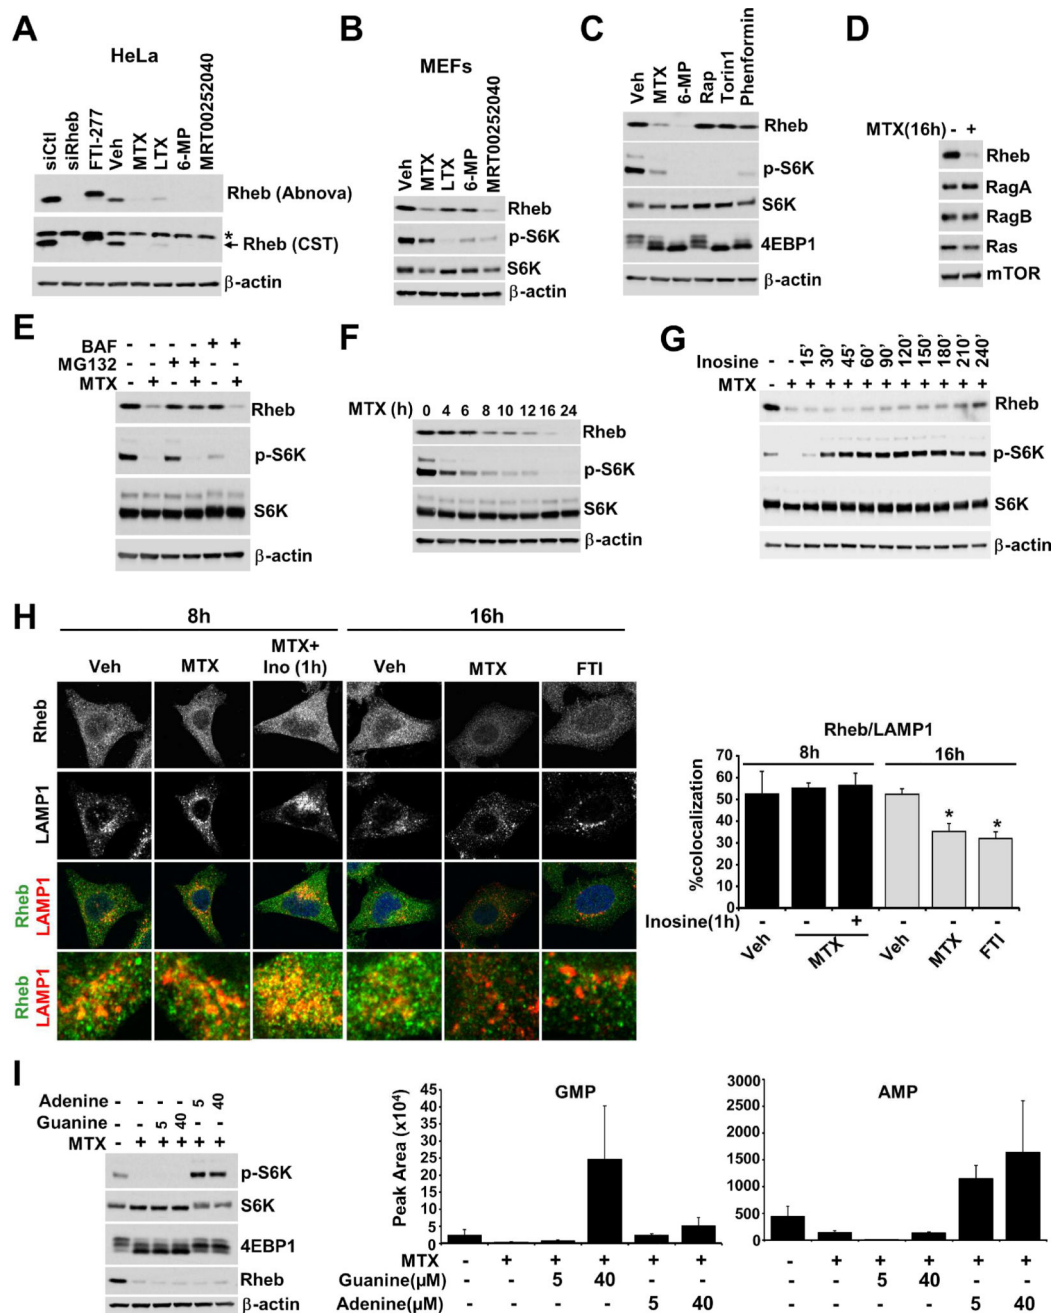 A
HeLa
siCtl siRheb FTI-277 Veh MTX LTX 6-MP MRT00252040
Rheb (Abnova)
*
Rheb (CST)
β-actin
B
MEFs
Veh MTX LTX 6-MP MRT00252040
Rheb
p-S6K
S6K
β-actin
C
Veh MTX 6-MP Rap Torin1 Phenformin
Rheb
p-S6K
S6K
4EBP1
β-actin
D
MTX(16h) - +
Rheb
RagA
RagB
Ras
mTOR
E
BAF - - - - + +
MG132 - - + + - -
MTX - + - + - +
Rheb
p-S6K
S6K
β-actin
F
MTX (h) 0 4 6 8 10 12 16 24
Rheb
p-S6K
S6K
β-actin
G
Inosine - - 15' 30' 45' 60' 90' 120' 150' 180' 210' 240'
MTX - + + + + + + + + + + +
Rheb
p-S6K
S6K
β-actin
H
8h 16h
Veh MTX MTX+ Ino (1h) Veh MTX FTI
Rheb
LAMP1
Rheb LAMP1
Rheb LAMP1
Rheb/LAMP1
8h 16h
%colocalization
70
60
50
40
30
20
10
0
* *
Inosine(1h) - - + - - -
Veh MTX Veh MTX FTI
I
Adenine - - - - 5 40
Guanine - - 5 40 - -
MTX - + + + + +
p-S6K
S6K
4EBP1
Rheb
β-actin
GMP
Peak Area (x10⁴)
45
40
35
30
25
20
15
10
5
0
MTX - + + + + +
Guanine(μM) - - 5 40 - -
Adenine(μM) - - - - 5 40
AMP
3000
2500
2000
1500
1000
500
0
- + + + + +
- - 5 40 - -
- - - - 5 40